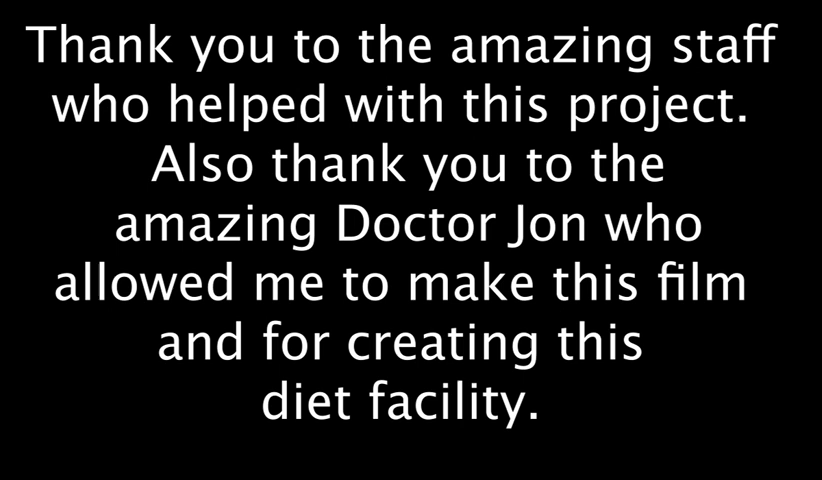 Thank you to the amazing staff
who helped with this project.
Also thank you to the
amazing Doctor Jon who
allowed me to make this film
and for creating this
diet facility.